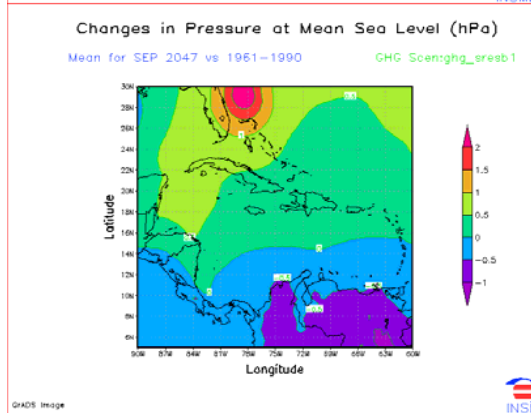 Changes in Pressure at Mean Sea Level (hPa)
Mean for SEP 2047 vs 1961-1990 GHG Scen:ghg_sresb1
30N
28N
26N
24N
22N
20N
18N
16N
14N
12N
10N
8N
6N
90W 87W 84W 81W 78W 75W 72W 69W 66W 63W 60W
Latitude
Longitude
2
1.5
1
0.5
0
-0.5
-1
GrADS Image